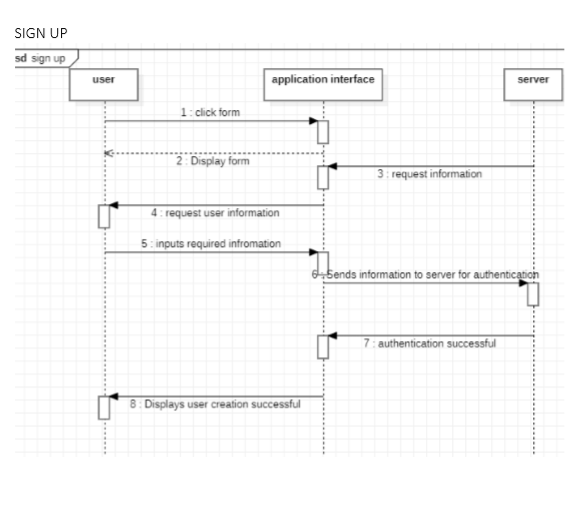 SIGN UP
sd sign up
user
application interface
server
1 : click form
2 : Display form
3 : request information
4 : request user information
5 : inputs required infromation
6 : Sends information to server for authentication
7 : authentication successful
8 : Displays user creation successful